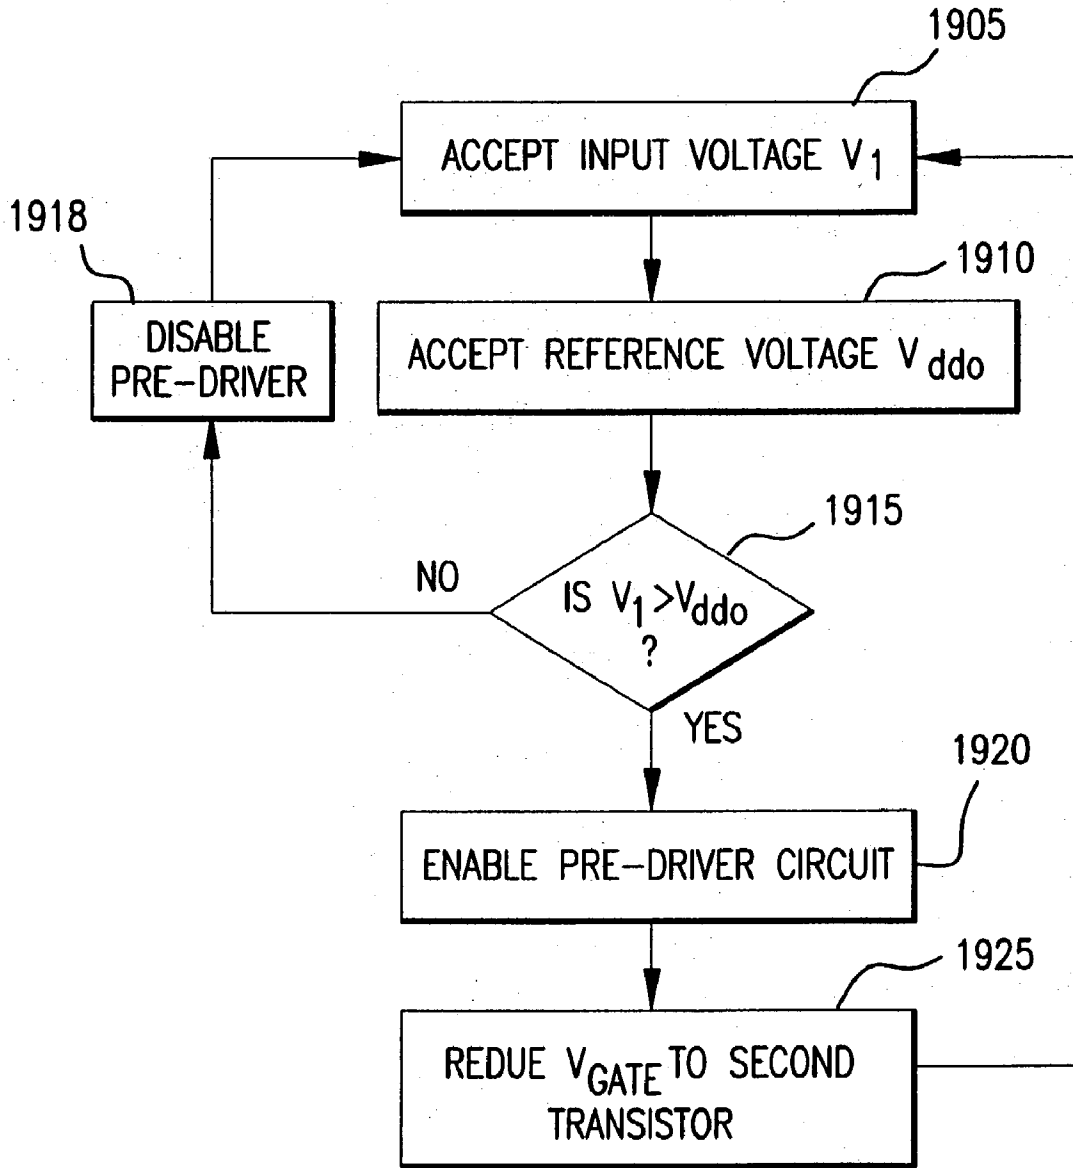 1905
ACCEPT INPUT VOLTAGE V1
1918
1910
DISABLE
PRE-DRIVER
ACCEPT REFERENCE VOLTAGE Vddo
1915
NO
IS V1>Vddo
?
YES
1920
ENABLE PRE-DRIVER CIRCUIT
1925
REDUE VGATE TO SECOND
TRANSISTOR